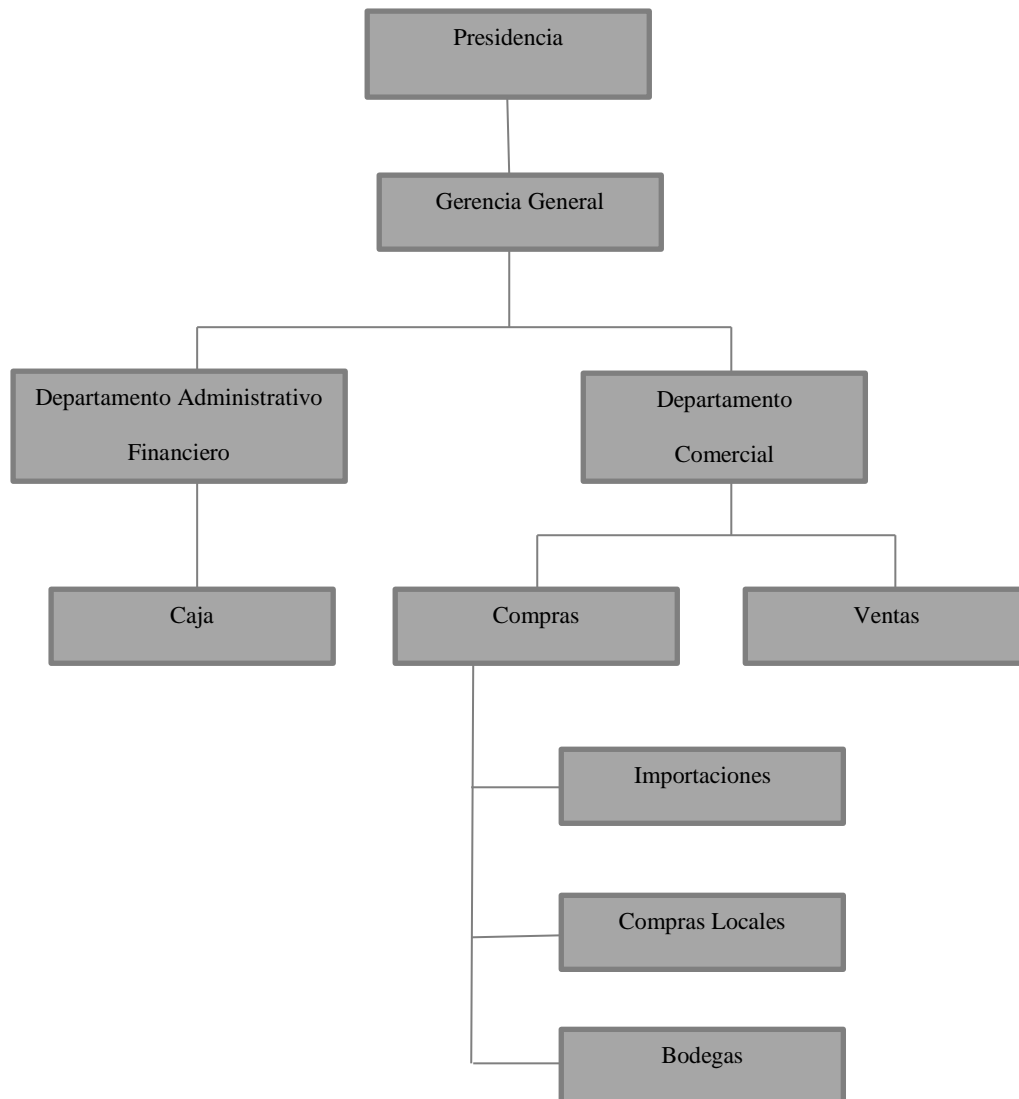 Presidencia
Gerencia General
Departamento Administrativo
Financiero
Departamento
Comercial
Caja
Compras
Ventas
Importaciones
Compras Locales
Bodegas